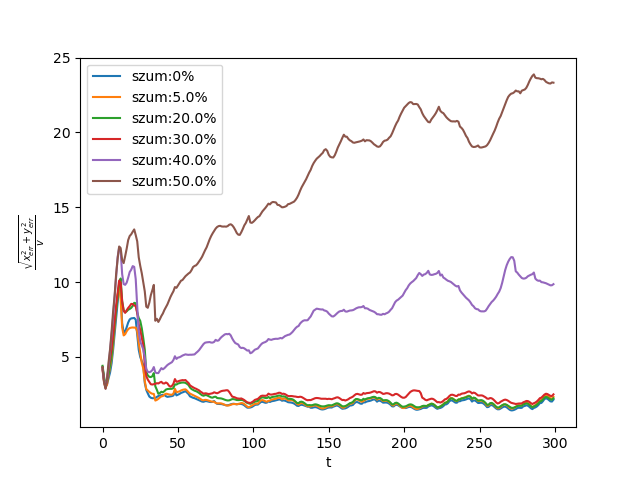 25
20
15
10
5
szum:0%
szum:5.0%
szum:20.0%
szum:30.0%
szum:40.0%
szum:50.0%
√(x²err + y²err) / V
0 50 100 150 200 250 300
t